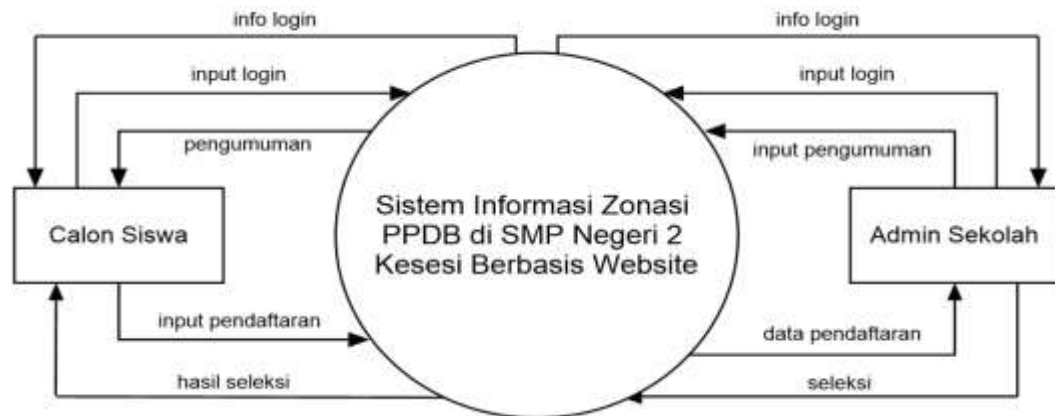 info login
info login
input login
input login
pengumuman
input pengumuman
Calon Siswa
Sistem Informasi Zonasi
PPDB di SMP Negeri 2
Kesesi Berbasis Website
Admin Sekolah
input pendaftaran
data pendaftaran
hasil seleksi
seleksi